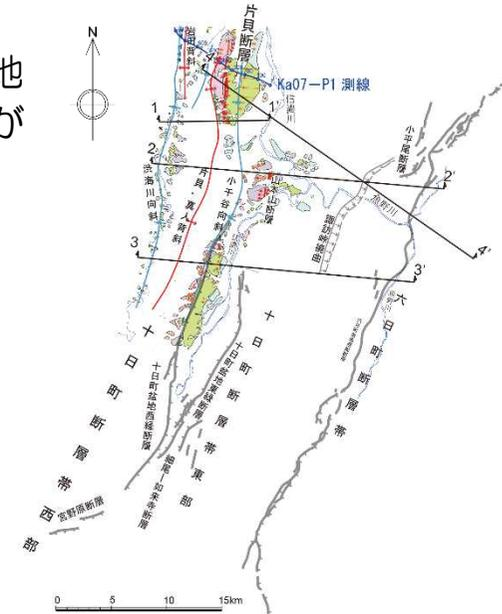 地
が
N
片貝断層
岩田背斜
Ka07－P1 測線
信濃川
4
1
1'
2
2'
3
3'
4'
小平尾断層
魚野川
渋海川向斜
片貝・真人背斜
小千谷向斜
山本山断層
諏訪峠撓曲
六日町断層帯
十日町断層帯西部
十日町断層帯東部
十日町盆地西縁断層
十日町盆地東縁断層
細尾ー如来寺断層
宮野原断層
0 5 10 15km